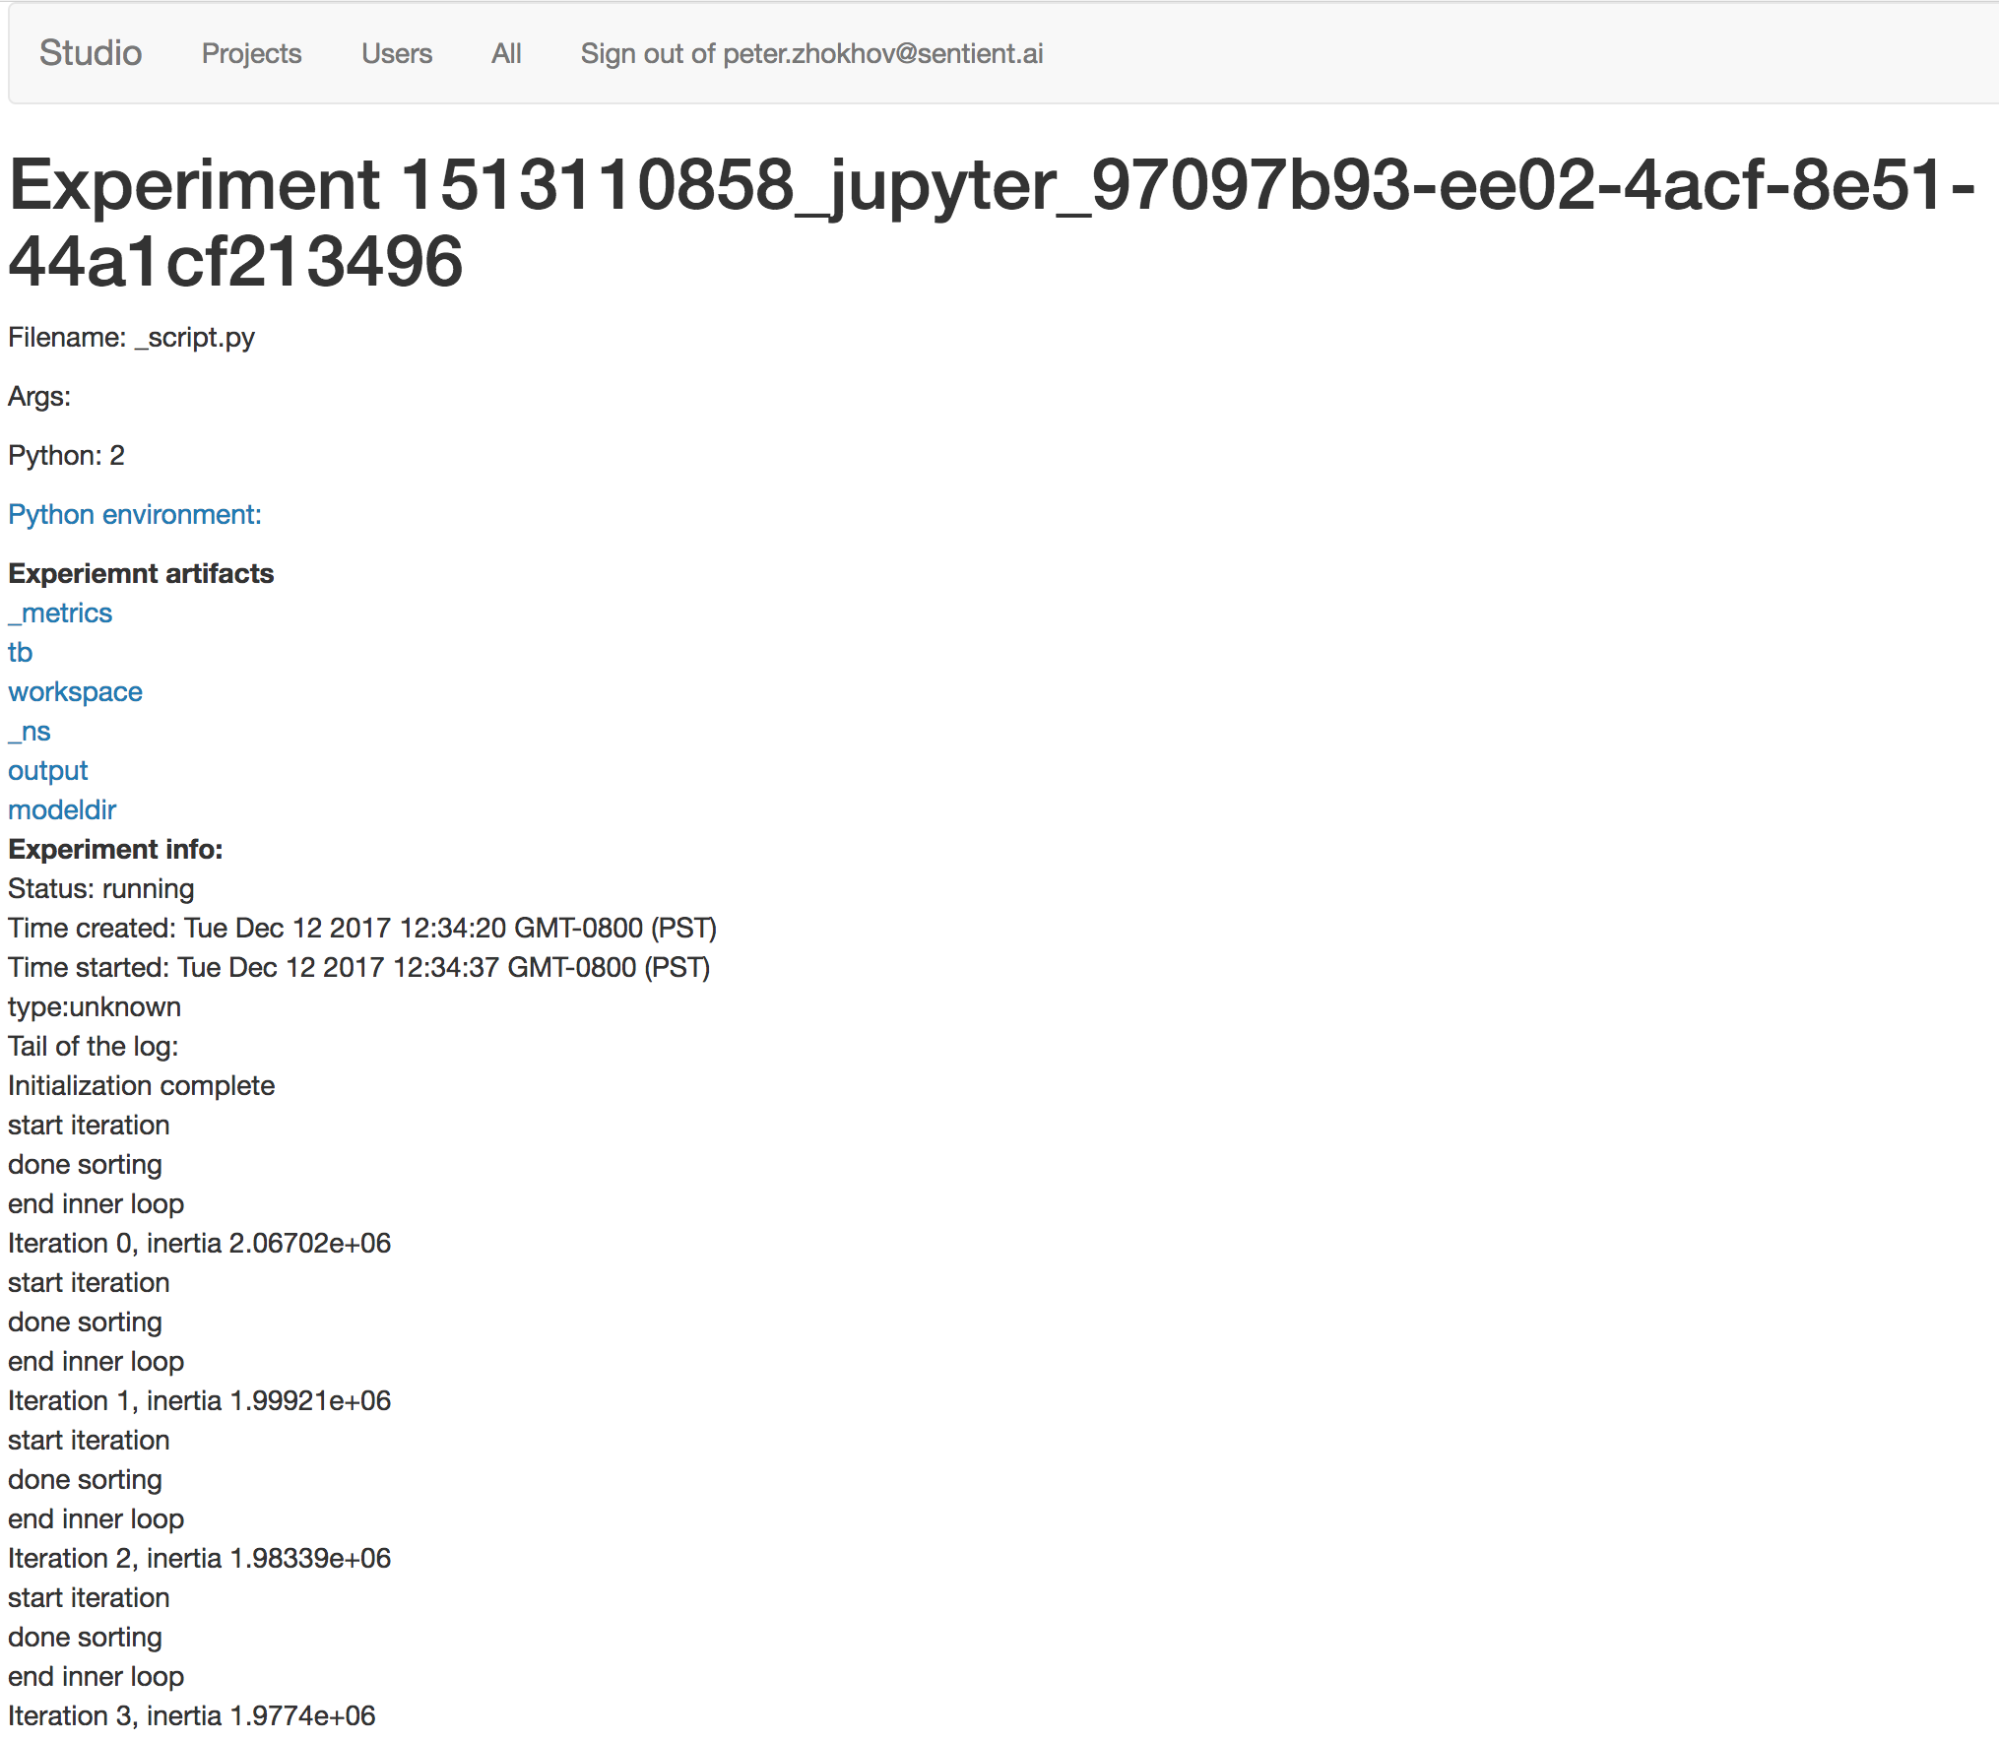 Studio Projects Users All Sign out of peter.zhokhov@sentient.ai
Experiment 1513110858_jupyter_97097b93-ee02-4acf-8e51-
44a1cf213496
Filename: _script.py
Args:
Python: 2
Python environment:
Experiemnt artifacts
_metrics
tb
workspace
_ns
output
modeldir
Experiment info:
Status: running
Time created: Tue Dec 12 2017 12:34:20 GMT-0800 (PST)
Time started: Tue Dec 12 2017 12:34:37 GMT-0800 (PST)
type:unknown
Tail of the log:
Initialization complete
start iteration
done sorting
end inner loop
Iteration 0, inertia 2.06702e+06
start iteration
done sorting
end inner loop
Iteration 1, inertia 1.99921e+06
start iteration
done sorting
end inner loop
Iteration 2, inertia 1.98339e+06
start iteration
done sorting
end inner loop
Iteration 3, inertia 1.9774e+06